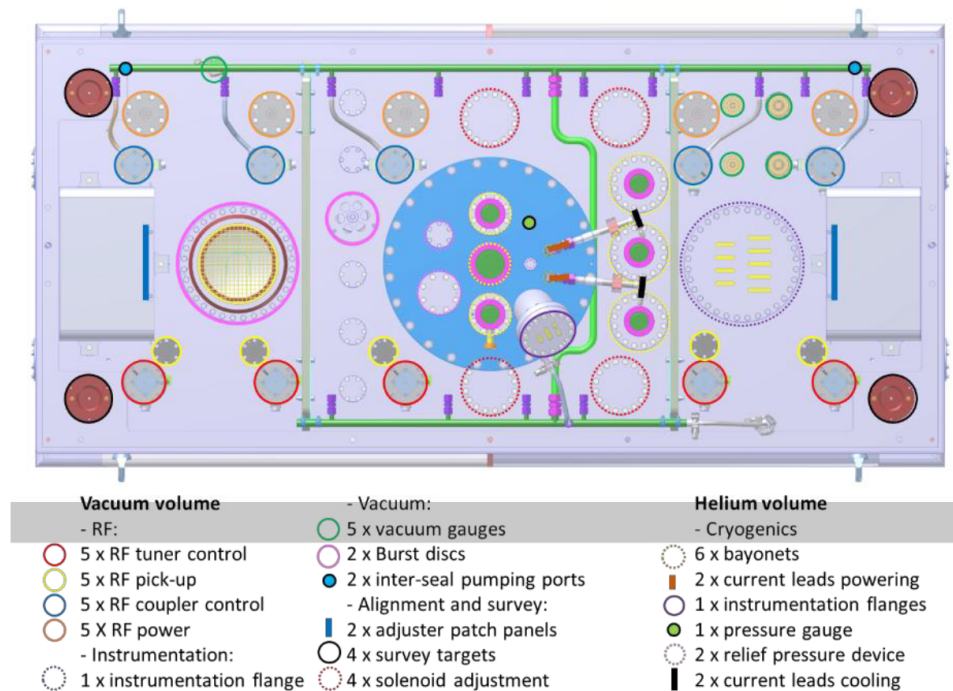 Vacuum volume - Vacuum: Helium volume
- RF: 5 x vacuum gauges - Cryogenics
5 x RF tuner control 2 x Burst discs 6 x bayonets
5 x RF pick-up 2 x inter-seal pumping ports 2 x current leads powering
5 x RF coupler control - Alignment and survey: 1 x instrumentation flanges
5 X RF power 2 x adjuster patch panels 1 x pressure gauge
- Instrumentation: 4 x survey targets 2 x relief pressure device
1 x instrumentation flange 4 x solenoid adjustment 2 x current leads cooling